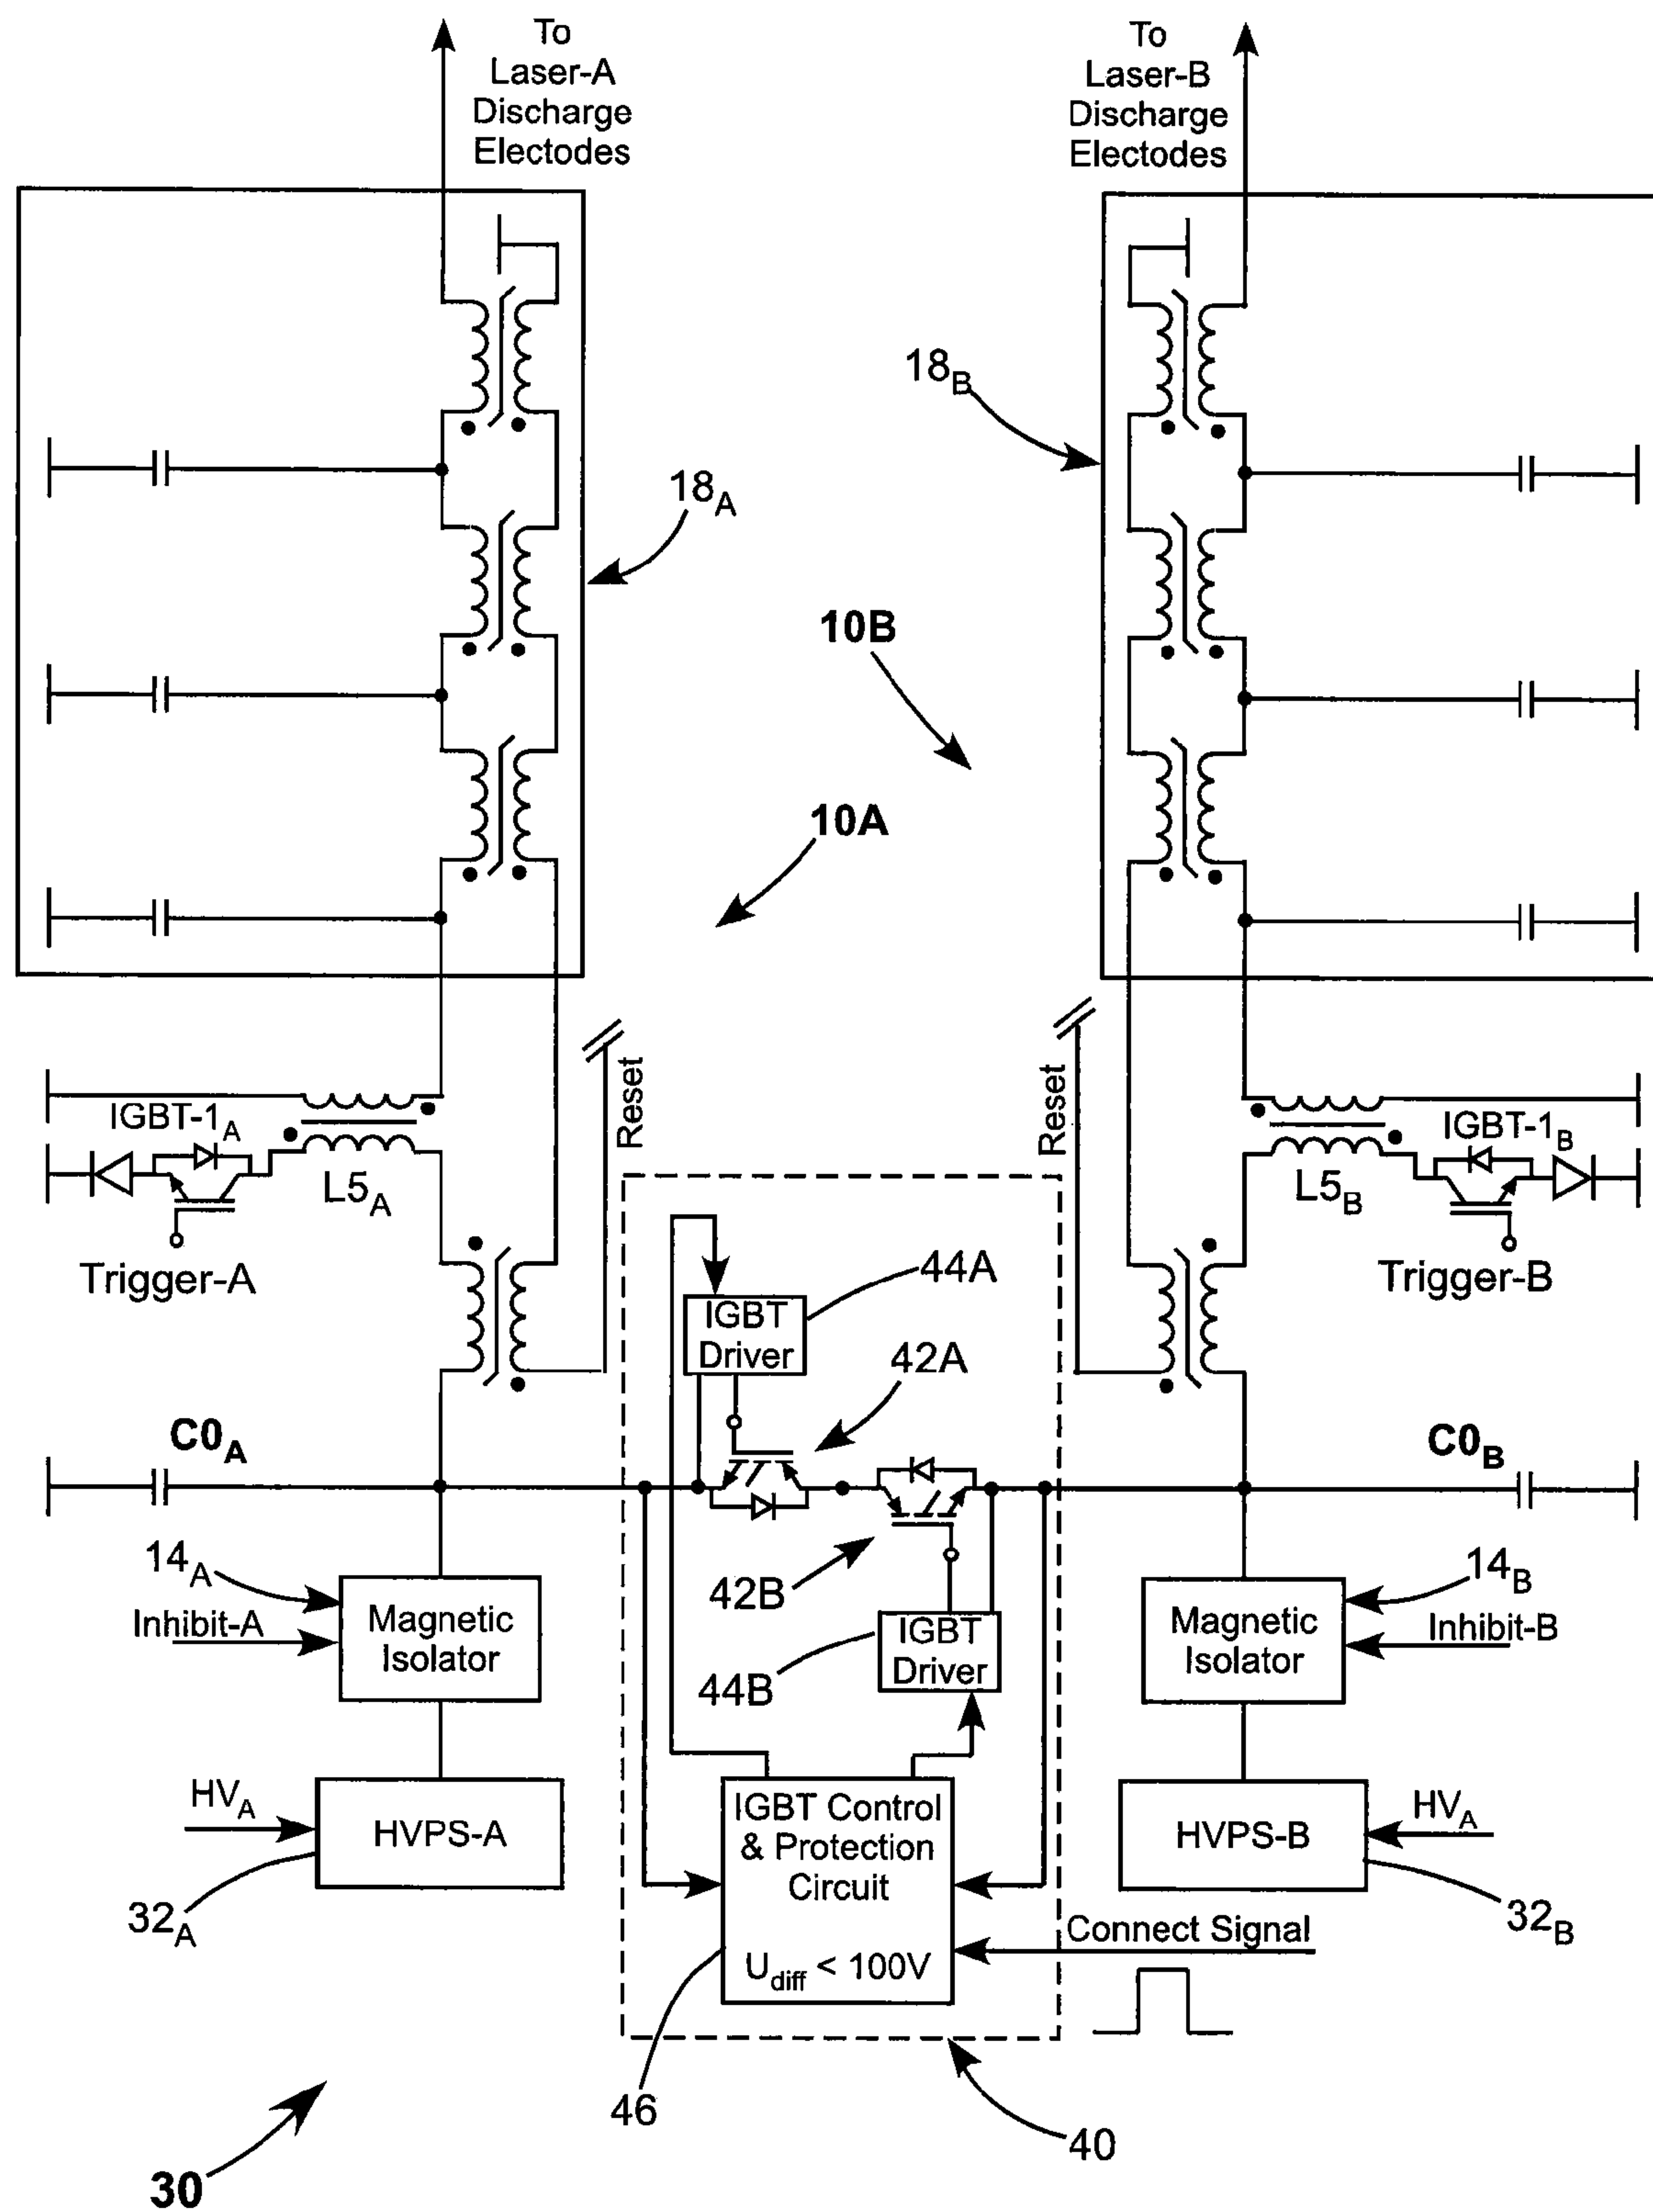 To
Laser-A
Discharge
Electodes
To
Laser-B
Discharge
Electodes
18B
18A
10B
10A
Reset
Reset
IGBT-1A
L5A
Trigger-A
IGBT-1B
L5B
Trigger-B
IGBT
Driver
44A
42A
C0A
C0B
42B
IGBT
Driver
44B
14A
Inhibit-A
Magnetic
Isolator
14B
Inhibit-B
Magnetic
Isolator
HVA
HVPS-A
32A
IGBT Control
& Protection
Circuit
Udiff < 100V
HVPS-B
HVA
32B
Connect Signal
46
40
30